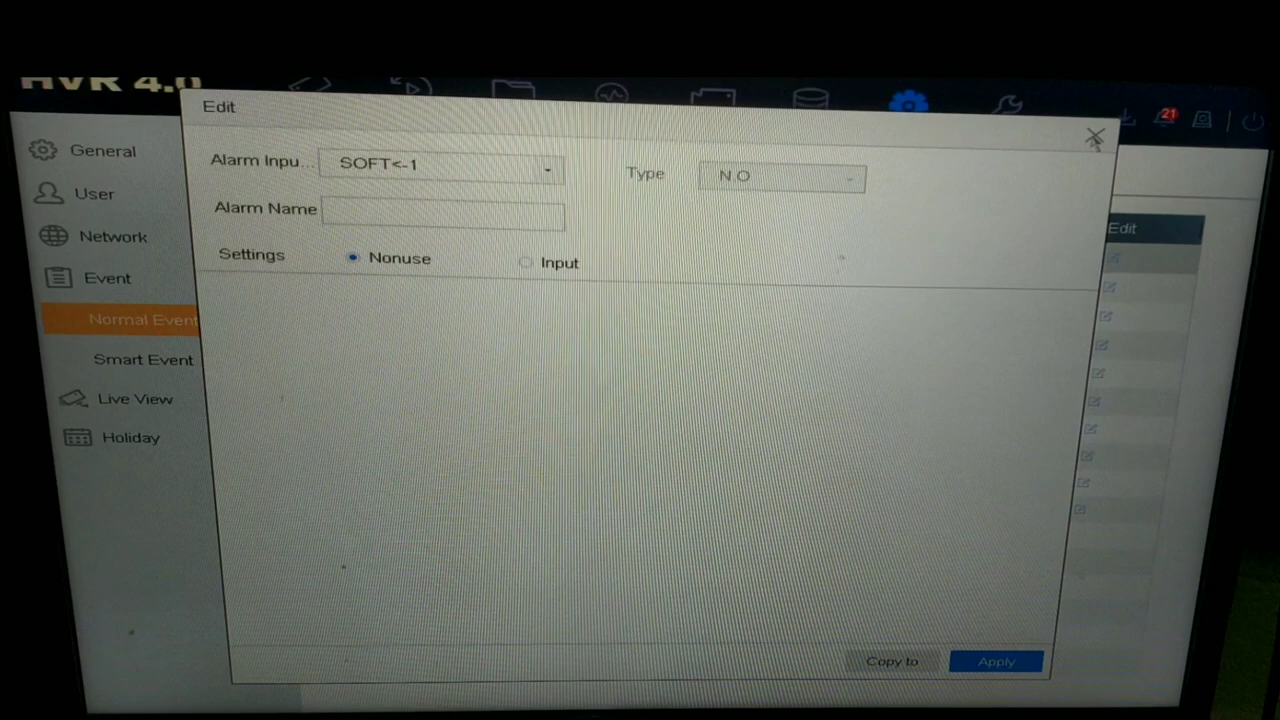 HVR 4.0
Edit
21
General
User
Network
Event
Normal Event
Smart Event
Live View
Holiday
Alarm Inpu...
SOFT<-1
Type
N.O
Alarm Name
Settings
Nonuse
Input
Edit
Copy to
Apply